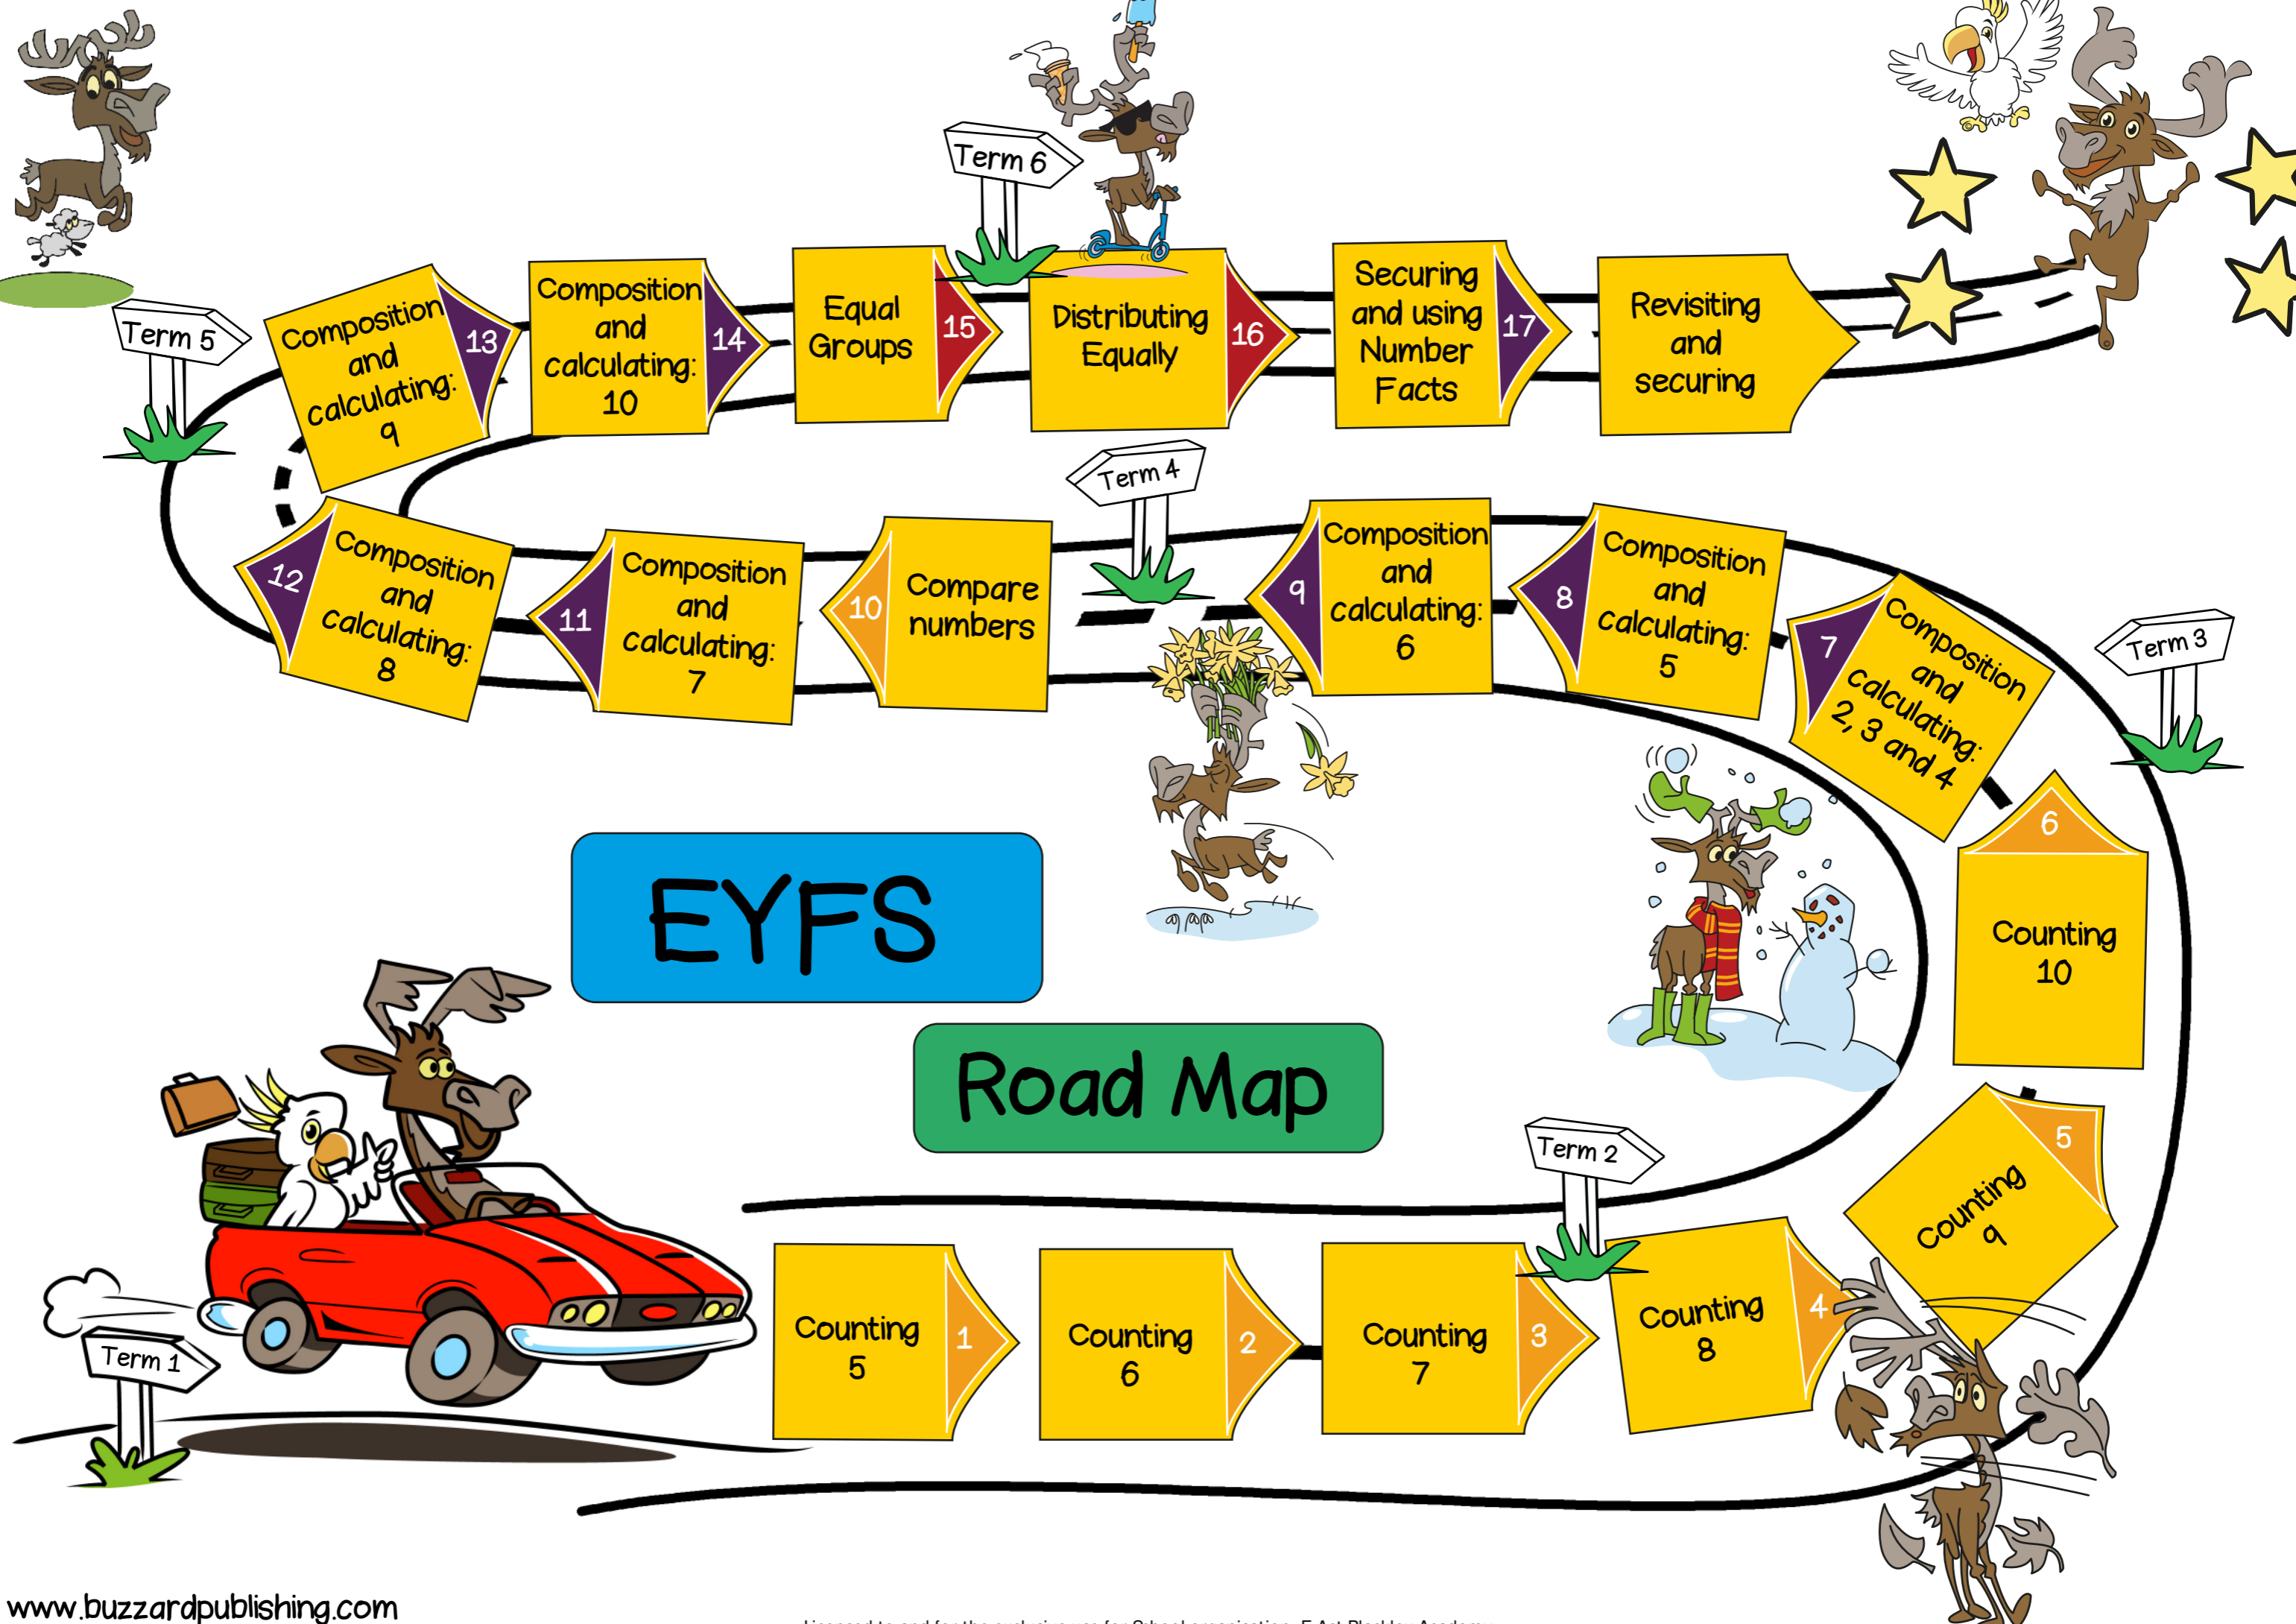 EYFS
Road Map
Term 1
Counting
5
1
Counting
6
2
Counting
7
3
Term 2
Counting
8
4
Counting
9
5
Counting
10
6
Term 3
Composition
and
calculating:
2, 3 and 4
7
Composition
and
calculating:
5
8
Composition
and
calculating:
6
9
Term 4
Compare
numbers
10
Composition
and
calculating:
7
11
Composition
and
calculating:
8
12
Term 5
Composition
and
calculating:
9
13
Composition
and
calculating:
10
14
Equal
Groups
15
Term 6
Distributing
Equally
16
Securing
and using
Number
Facts
17
Revisiting
and
securing
www.buzzardpublishing.com